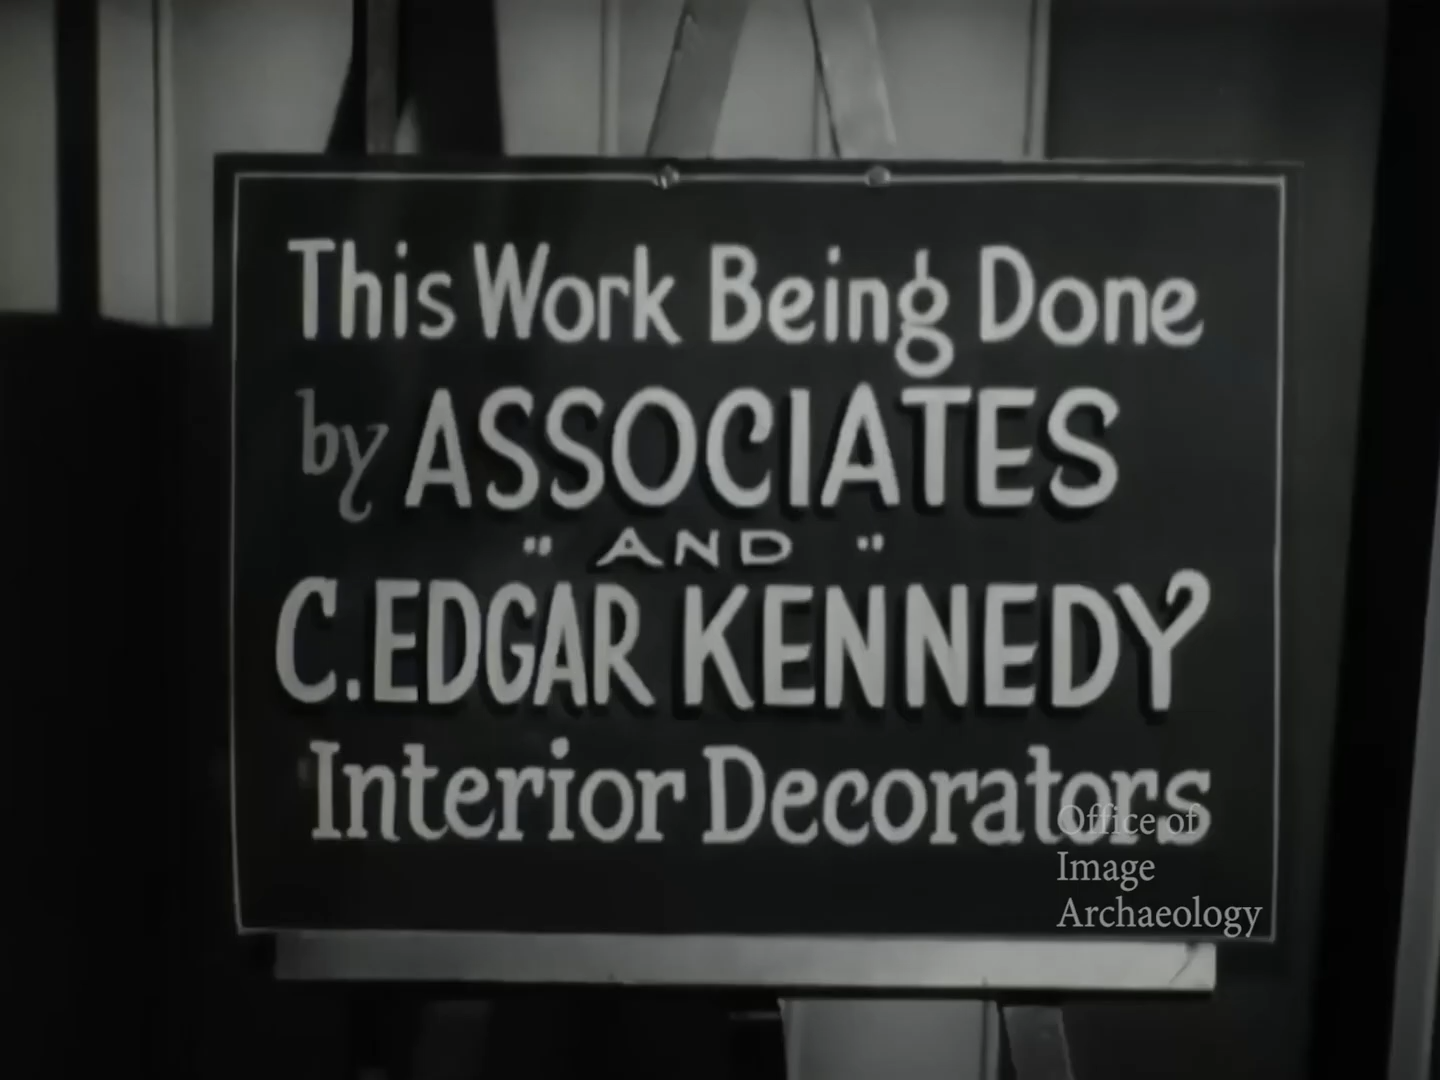 This Work Being Done
by ASSOCIATES
" AND "
C. EDGAR KENNEDY
Interior Decorators
Office of
Image
Archaeology